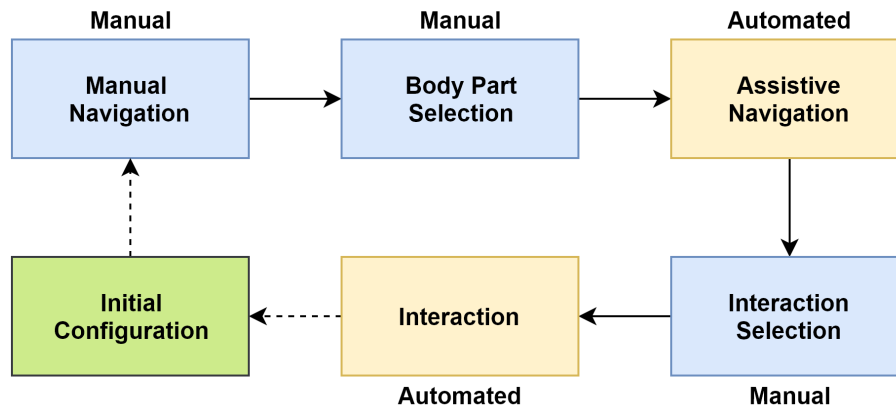 Manual
Manual
Automated
Manual
Navigation
Body Part
Selection
Assistive
Navigation
Initial
Configuration
Interaction
Interaction
Selection
Automated
Manual